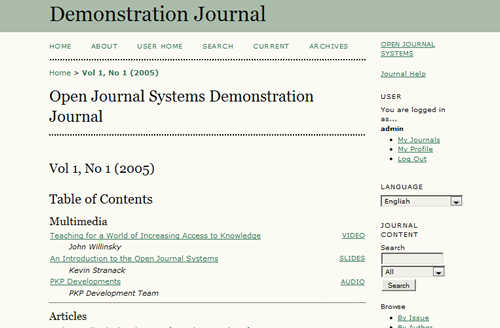 Demonstration Journal
HOME ABOUT USER HOME SEARCH CURRENT ARCHIVES
Home > Vol 1, No 1 (2005)
Open Journal Systems Demonstration
Journal
Vol 1, No 1 (2005)
Table of Contents
Multimedia
Teaching for a World of Increasing Access to Knowledge VIDEO
John Willinsky
An Introduction to the Open Journal Systems SLIDES
Kevin Stranack
PKP Developments AUDIO
PKP Development Team
Articles
OPEN JOURNAL
SYSTEMS
Journal Help
USER
You are logged in
as...
admin
My Journals
My Profile
Log Out
LANGUAGE
English
JOURNAL
CONTENT
Search
All
Search
Browse
By Issue
By Author